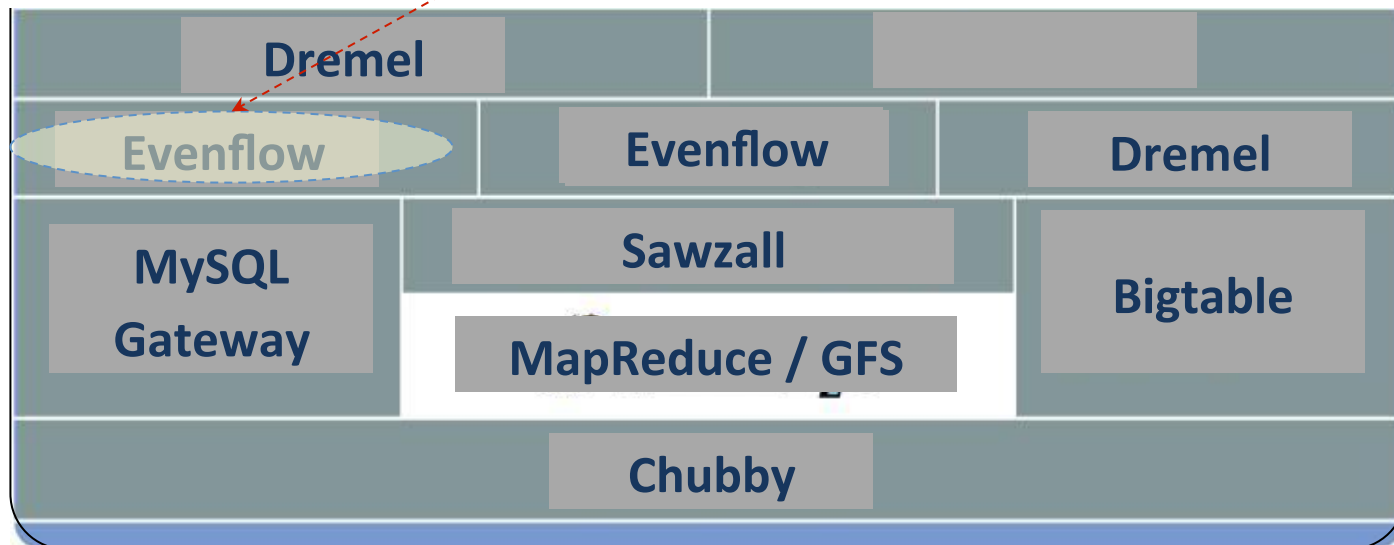 Dremel
Evenflow
Evenflow
Dremel
MySQL
Gateway
Sawzall
Bigtable
MapReduce / GFS
Chubby